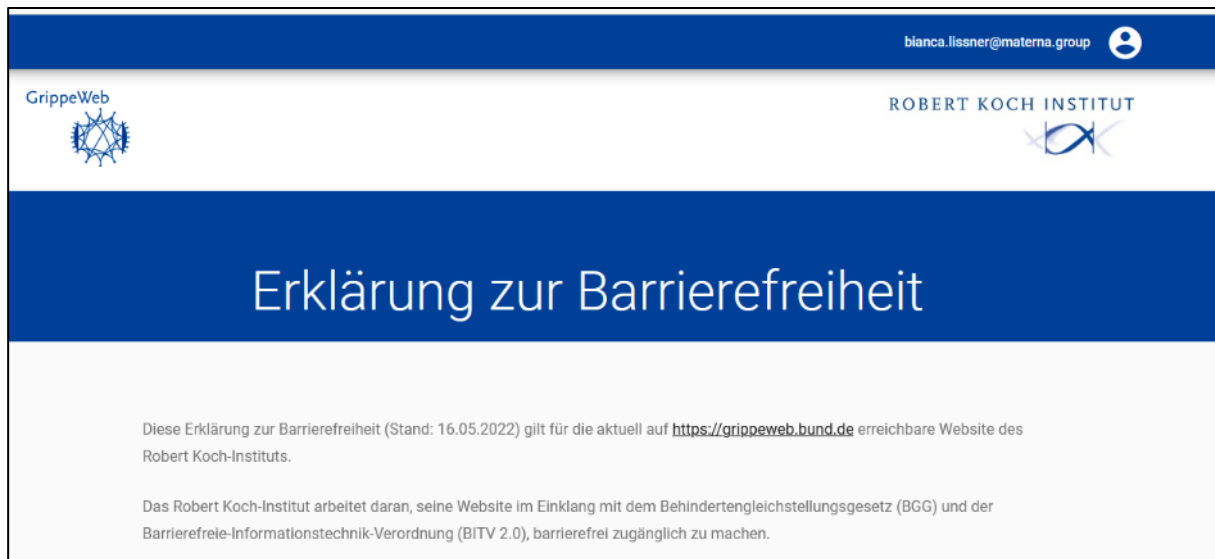 bianca.lissner@materna.group
GrippeWeb
ROBERT KOCH INSTITUT
Erklärung zur Barrierefreiheit
Diese Erklärung zur Barrierefreiheit (Stand: 16.05.2022) gilt für die aktuell auf https://grippeweb.bund.de erreichbare Website des
Robert Koch-Instituts.
Das Robert Koch-Institut arbeitet daran, seine Website im Einklang mit dem Behindertengleichstellungsgesetz (BGG) und der
Barrierefreie-Informationstechnik-Verordnung (BITV 2.0), barrierefrei zugänglich zu machen.